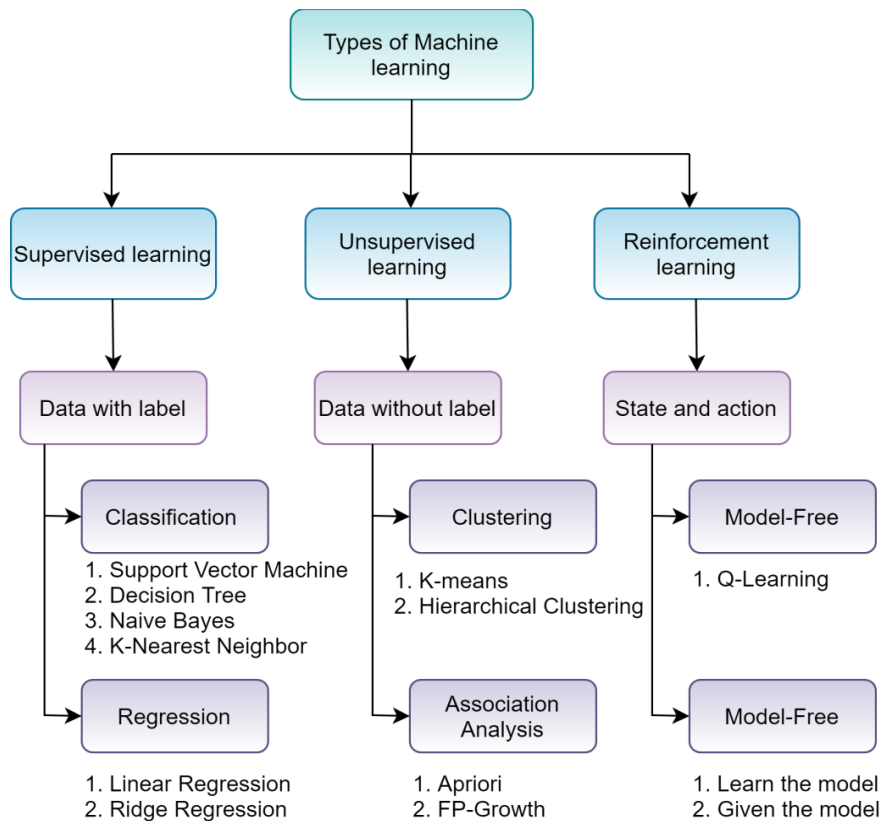 Types of Machine
learning
Supervised learning
Unsupervised
learning
Reinforcement
learning
Data with label
Data without label
State and action
Classification
1. Support Vector Machine
2. Decision Tree
3. Naive Bayes
4. K-Nearest Neighbor
Regression
1. Linear Regression
2. Ridge Regression
Clustering
1. K-means
2. Hierarchical Clustering
Association
Analysis
1. Apriori
2. FP-Growth
Model-Free
1. Q-Learning
Model-Free
1. Learn the model
2. Given the model